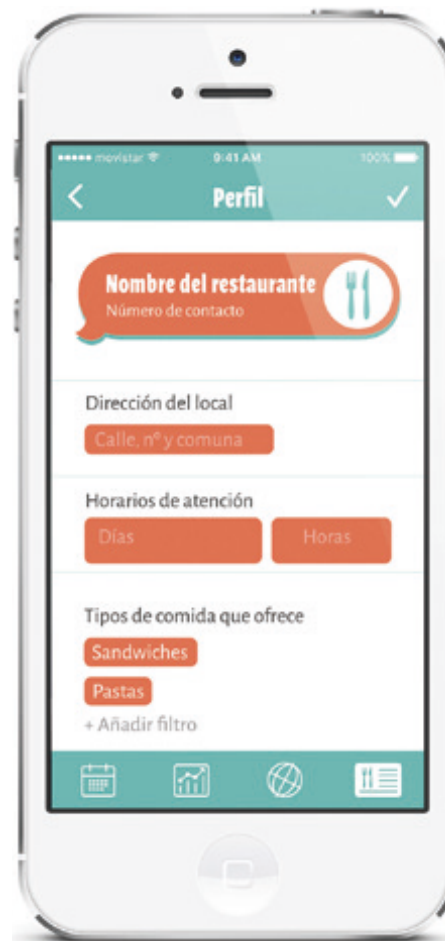 movistar 9:41 AM 100%
Perfil
Nombre del restaurante
Número de contacto
Dirección del local
Calle, nº y comuna
Horarios de atención
Días Horas
Tipos de comida que ofrece
Sandwiches
Pastas
+ Añadir filtro